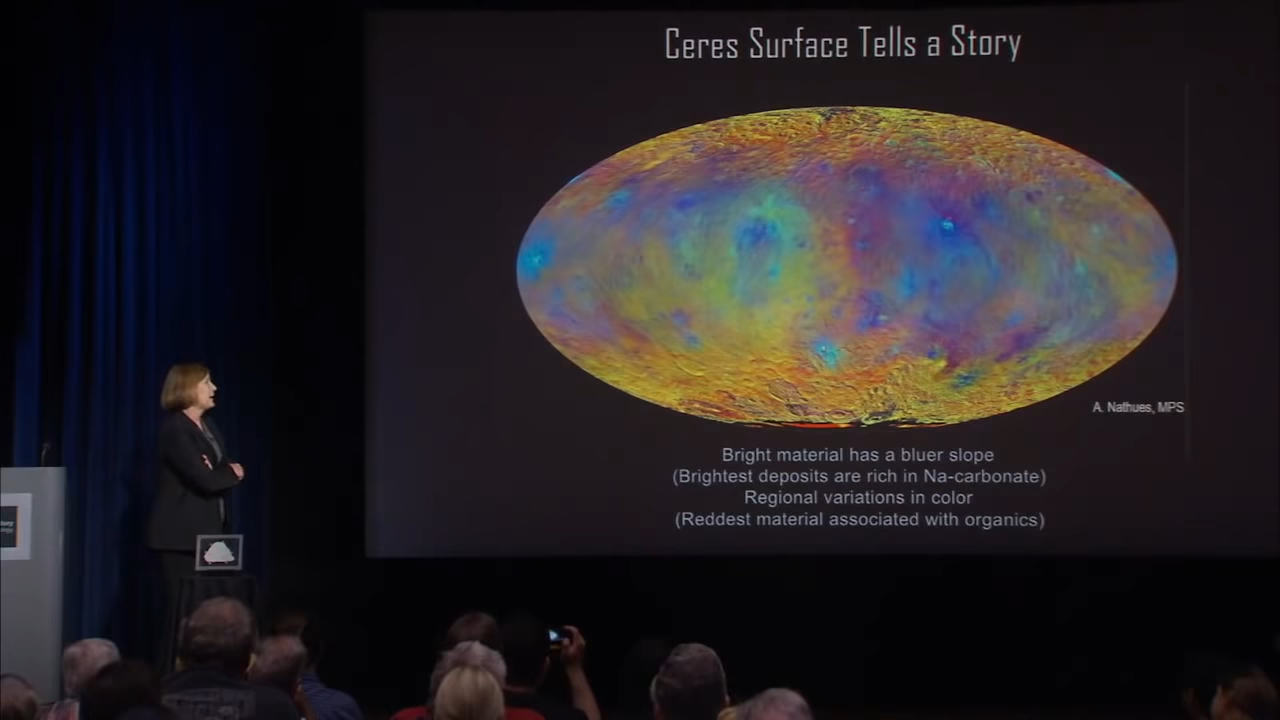 Ceres Surface Tells a Story
A. Nathues, MPS
Bright material has a bluer slope
(Brightest deposits are rich in Na-carbonate)
Regional variations in color
(Reddest material associated with organics)